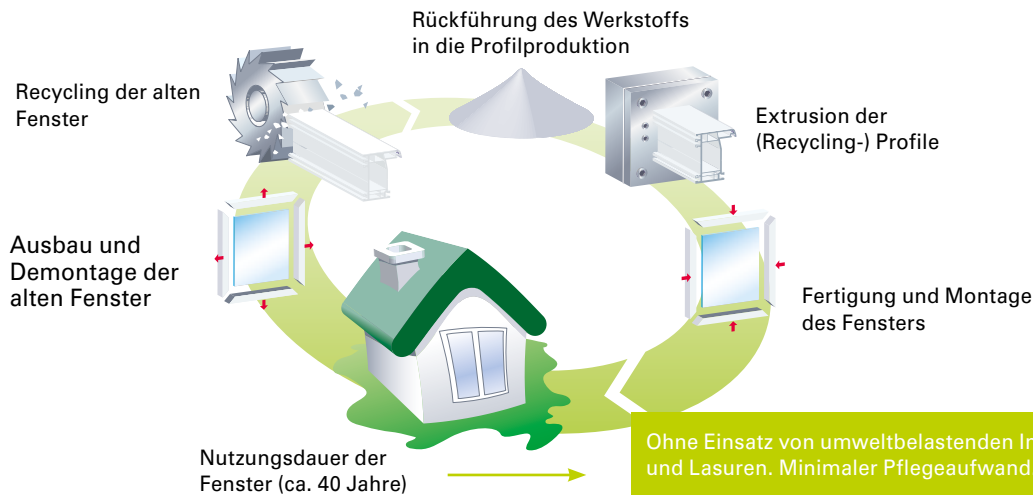 Rückführung des Werkstoffs
in die Profilproduktion
Recycling der alten
Fenster
Extrusion der
(Recycling-) Profile
Ausbau und
Demontage der
alten Fenster
Fertigung und Montage
des Fensters
Nutzungsdauer der
Fenster (ca. 40 Jahre)
Ohne Einsatz von umweltbelastenden
und Lasuren. Minimaler Pflegeaufwand